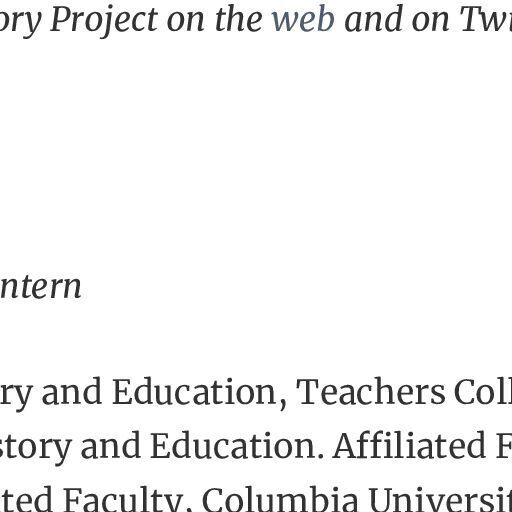 ory Project on the web and on Twi
ntern
ry and Education, Teachers Coll
story and Education. Affiliated F
ted Faculty, Columbia Universit